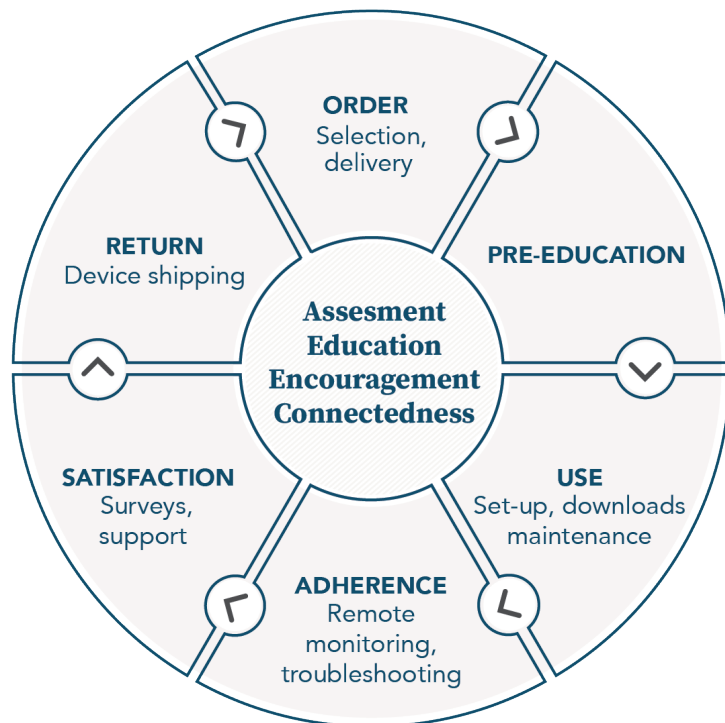 ORDER
Selection,
delivery
PRE-EDUCATION
USE
Set-up, downloads
maintenance
ADHERENCE
Remote
monitoring,
troubleshooting
SATISFACTION
Surveys,
support
RETURN
Device shipping
Assesment
Education
Encouragement
Connectedness